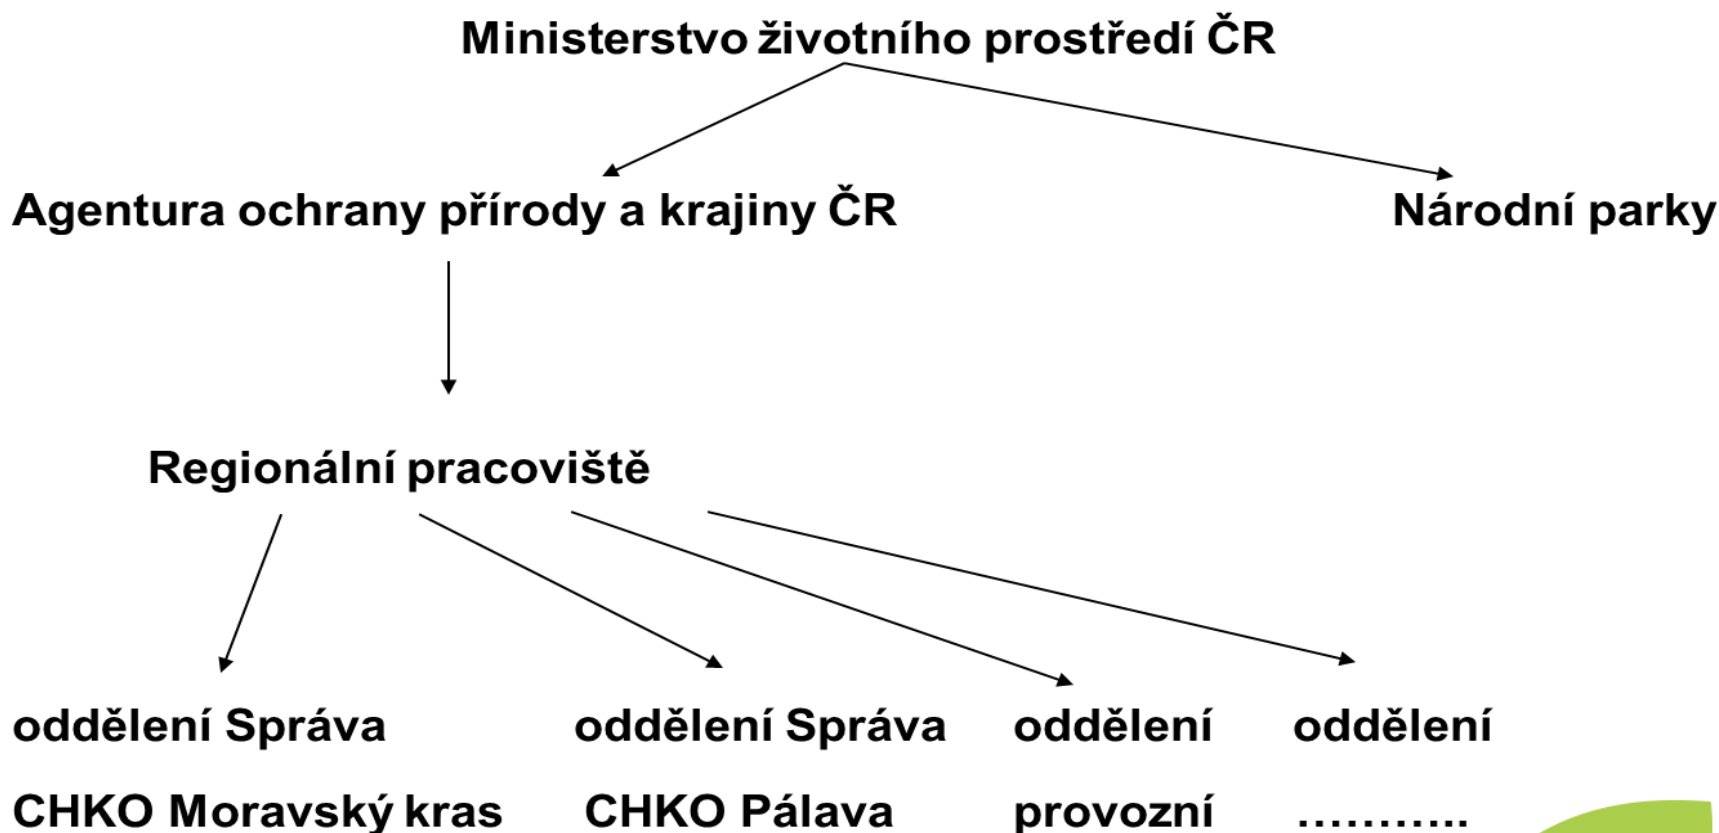 Ministerstvo životního prostředí ČR
Agentura ochrany přírody a krajiny ČR
Národní parky
Regionální pracoviště
oddělení Správa
CHKO Moravský kras
oddělení Správa
CHKO Pálava
oddělení
provozní
oddělení
...........